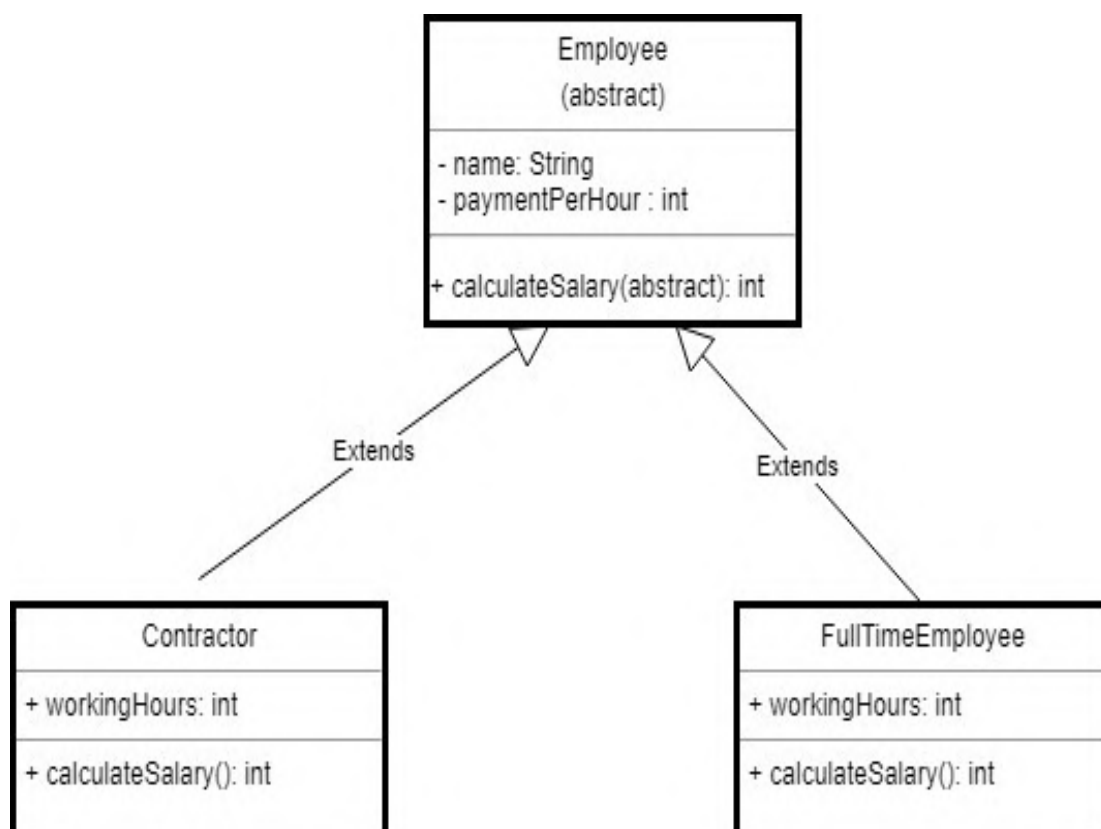 Employee
(abstract)
- name: String
- paymentPerHour : int
+ calculateSalary(abstract): int
Extends
Extends
Contractor
+ workingHours: int
+ calculateSalary(): int
FullTimeEmployee
+ workingHours: int
+ calculateSalary(): int